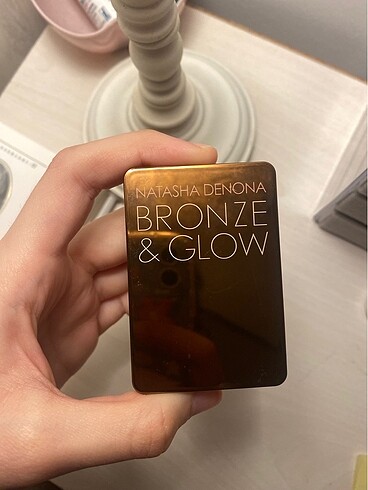 NATASHA DENONA
BRONZE
& GLOW